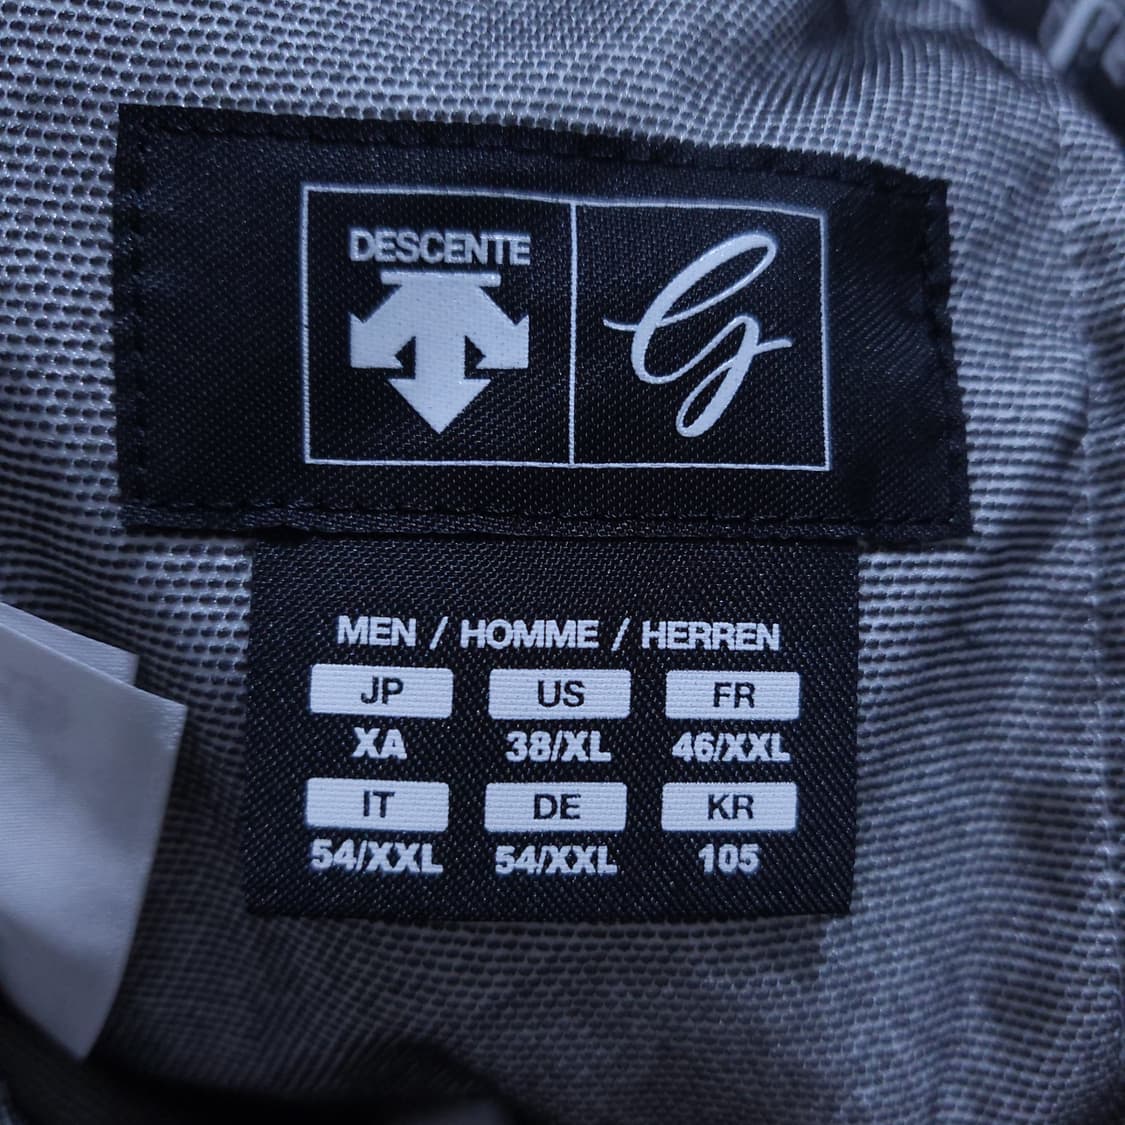 DESCENTE
G
MEN / HOMME / HERREN
JP US FR
XA 38/XL 46/XXL
IT DE KR
54/XXL 54/XXL 105